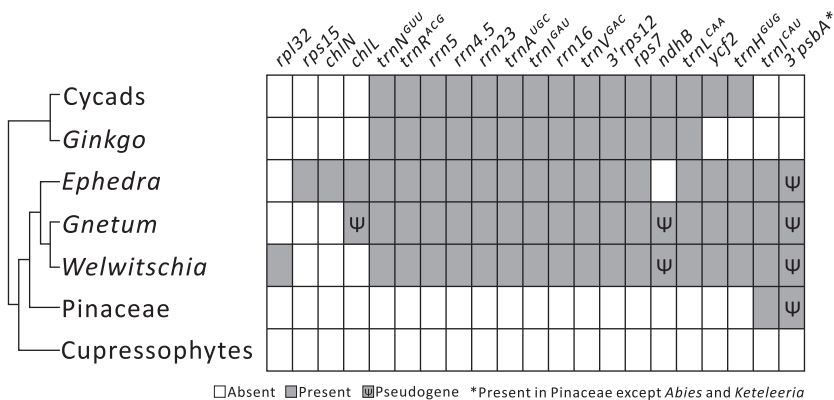 rpl32 rps15 chlN chlL trnN^GUU trnR^ACG rrn5 rrn4.5 rrn23 trnA^UGC trnI^GAU rrn16 trnV^GAC 3'rps12 rps7 ndhB trnL^CAA ycf2 trnH^GUG trnI^CAU 3'psbA*
Cycads
Ginkgo
Ephedra Ψ
Gnetum Ψ Ψ Ψ
Welwitschia Ψ Ψ
Pinaceae Ψ
Cupressophytes
Absent Present Ψ Pseudogene *Present in Pinaceae except Abies and Keteleeria